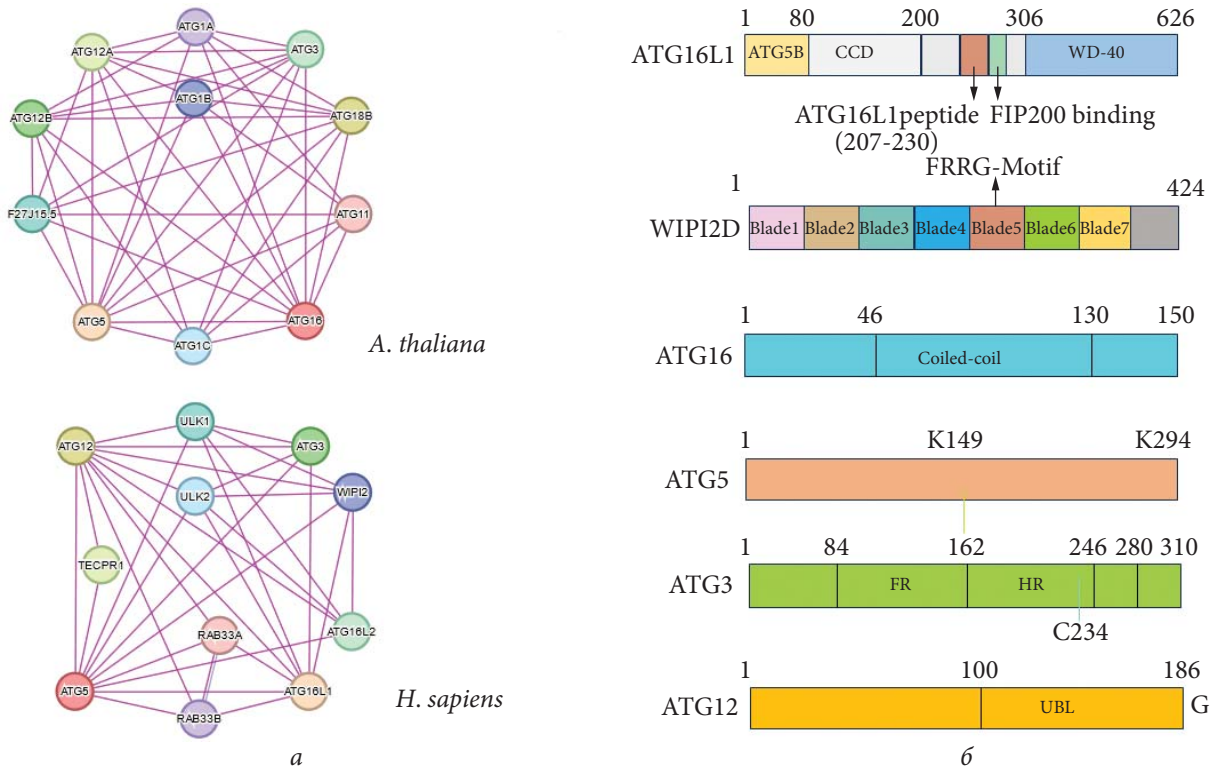 ATG1A
ATG12A
ATG3
ATG1B
ATG12B
ATG18B
F27J15.5
ATG11
ATG5
ATG16
ATG1C
A. thaliana
ULK1
ATG12
ATG3
ULK2
WIPI2
TECPR1
RAB33A
ATG16L2
ATG5
ATG16L1
RAB33B
H. sapiens
а
1 80 200 306 626
ATG16L1 ATG5B CCD WD-40
ATG16L1peptide FIP200 binding
(207-230)
FRRG-Motif
1 424
WIPI2D Blade1 Blade2 Blade3 Blade4 Blade5 Blade6 Blade7
1 46 130 150
ATG16 Coiled-coil
1 K149 K294
ATG5
1 84 162 246 280 310
ATG3 FR HR
C234
1 100 186
ATG12 UBL G
б